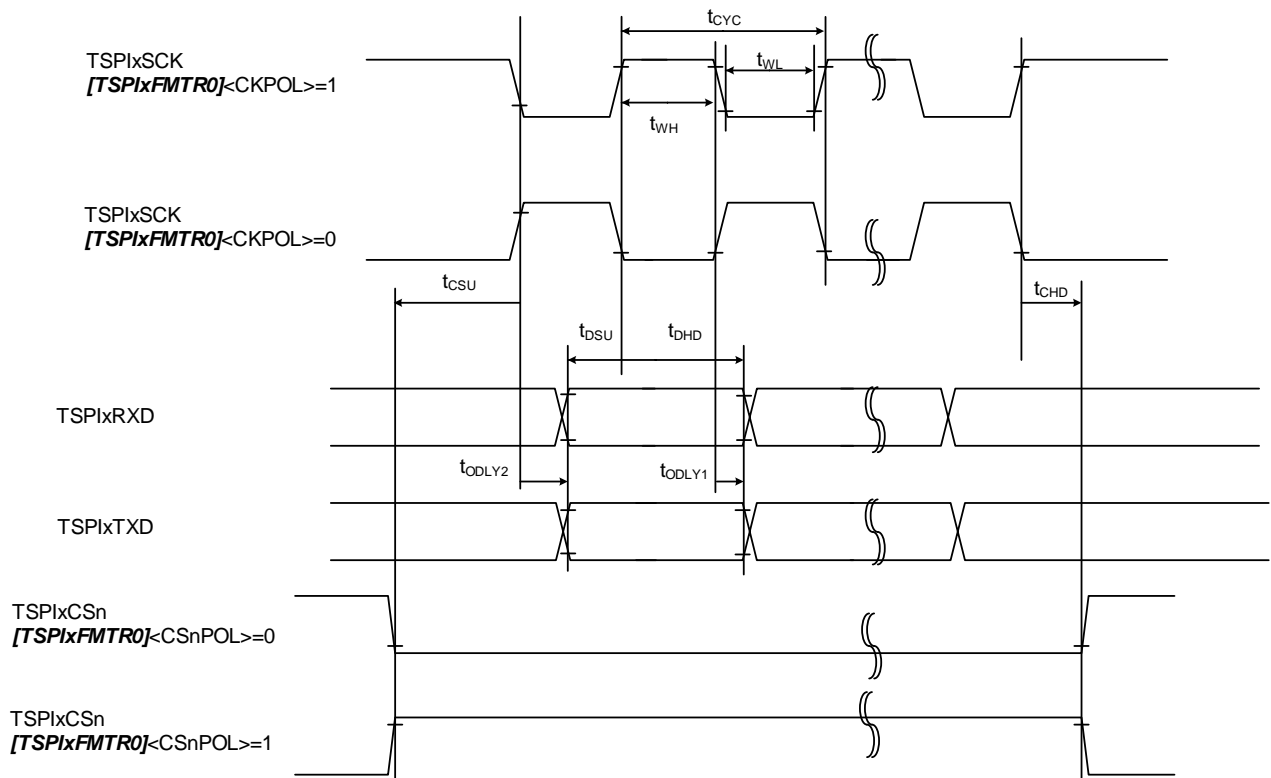 tCYC
TSPIxSCK
[TSPIxFMTR0]<CKPOL>=1
tWL
tWH
TSPIxSCK
[TSPIxFMTR0]<CKPOL>=0
tCSU
tCHD
tDSU
tDHD
TSPIxRXD
tODLY2
tODLY1
TSPIxTXD
TSPIxCSn
[TSPIxFMTR0]<CSnPOL>=0
TSPIxCSn
[TSPIxFMTR0]<CSnPOL>=1